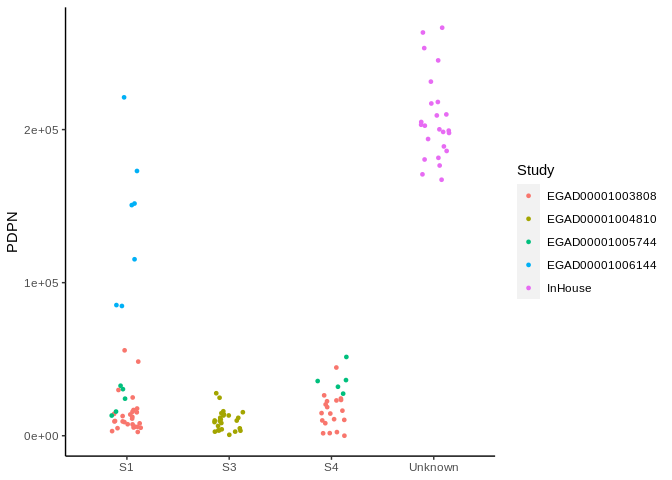 PDPN
2e+05
1e+05
0e+00
S1
S3
S4
Unknown
Study
EGAD00001003808
EGAD00001004810
EGAD00001005744
EGAD00001006144
InHouse